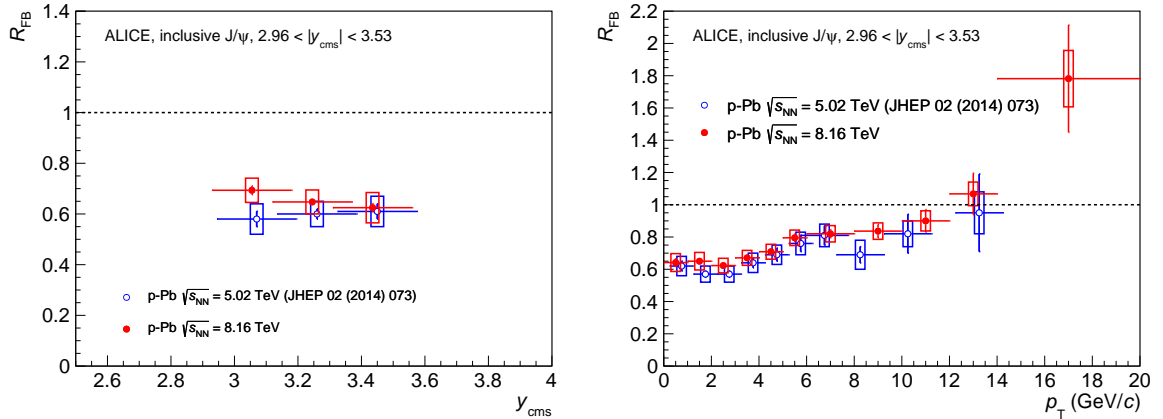 R_FB
ALICE, inclusive J/ψ, 2.96 < |y_cms| < 3.53
1
0.8
0.6
0.4
0.2
0
p-Pb √s_NN = 5.02 TeV (JHEP 02 (2014) 073)
p-Pb √s_NN = 8.16 TeV
2.6 2.8 3 3.2 3.4 3.6 3.8 4
y_cms
R_FB
2.2
2
1.8
1.6
1.4
1.2
1
0.8
0.6
0.4
0.2
0
ALICE, inclusive J/ψ, 2.96 < |y_cms| < 3.53
p-Pb √s_NN = 5.02 TeV (JHEP 02 (2014) 073)
p-Pb √s_NN = 8.16 TeV
0 2 4 6 8 10 12 14 16 18 20
p_T (GeV/c)